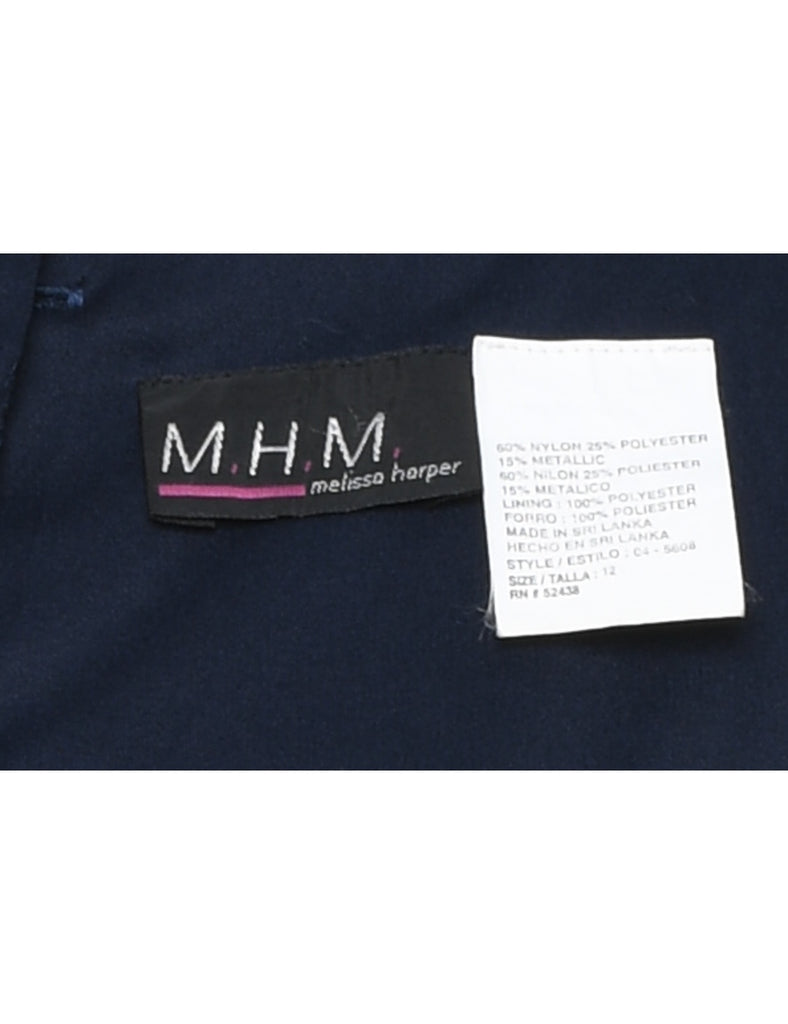 M.H.M.
melissa harper
60% NYLON 25% POLYESTER
15% METALLIC
60% NILON 25% POLIESTER
15% METALICO
LINING : 100% POLYESTER
FORRO : 100% POLIESTER
MADE IN SRI LANKA
HECHO EN SRI LANKA
STYLE / ESTILO : 04 - 5608
SIZE / TALLA : 12
RN # 52438